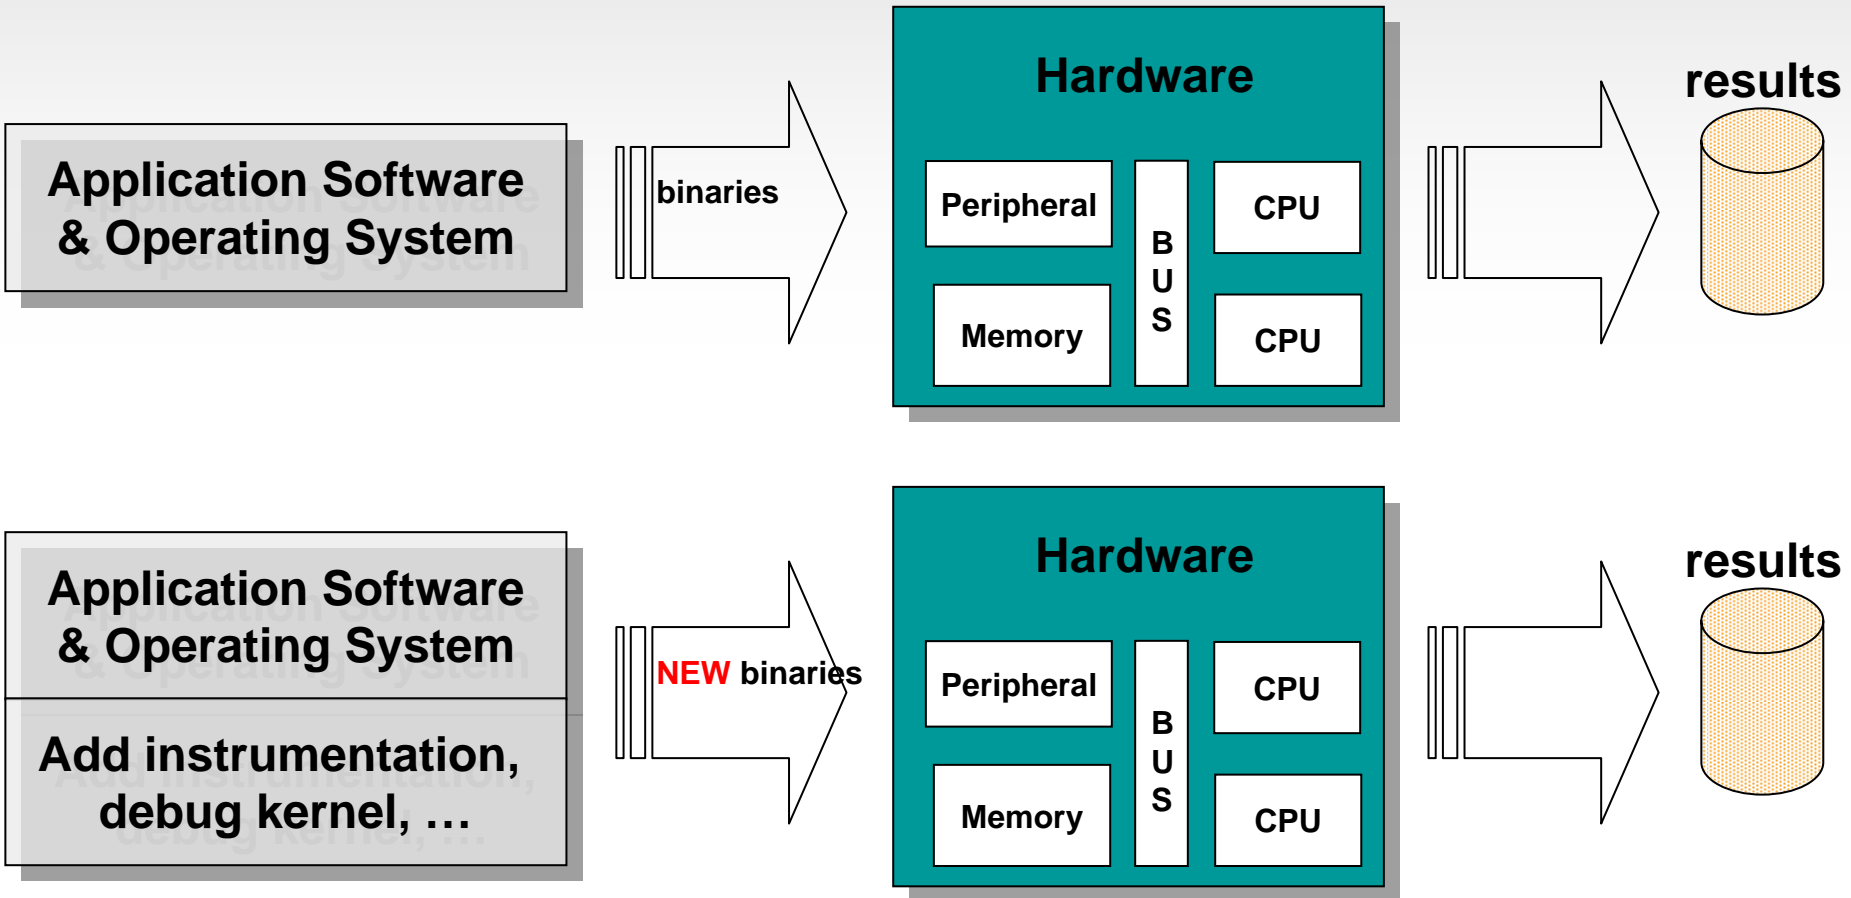 Application Software
& Operating System
binaries
Hardware
Peripheral
Memory
B
U
S
CPU
CPU
results
Application Software
& Operating System
Add instrumentation,
debug kernel, …
NEW binaries
Hardware
Peripheral
Memory
B
U
S
CPU
CPU
results